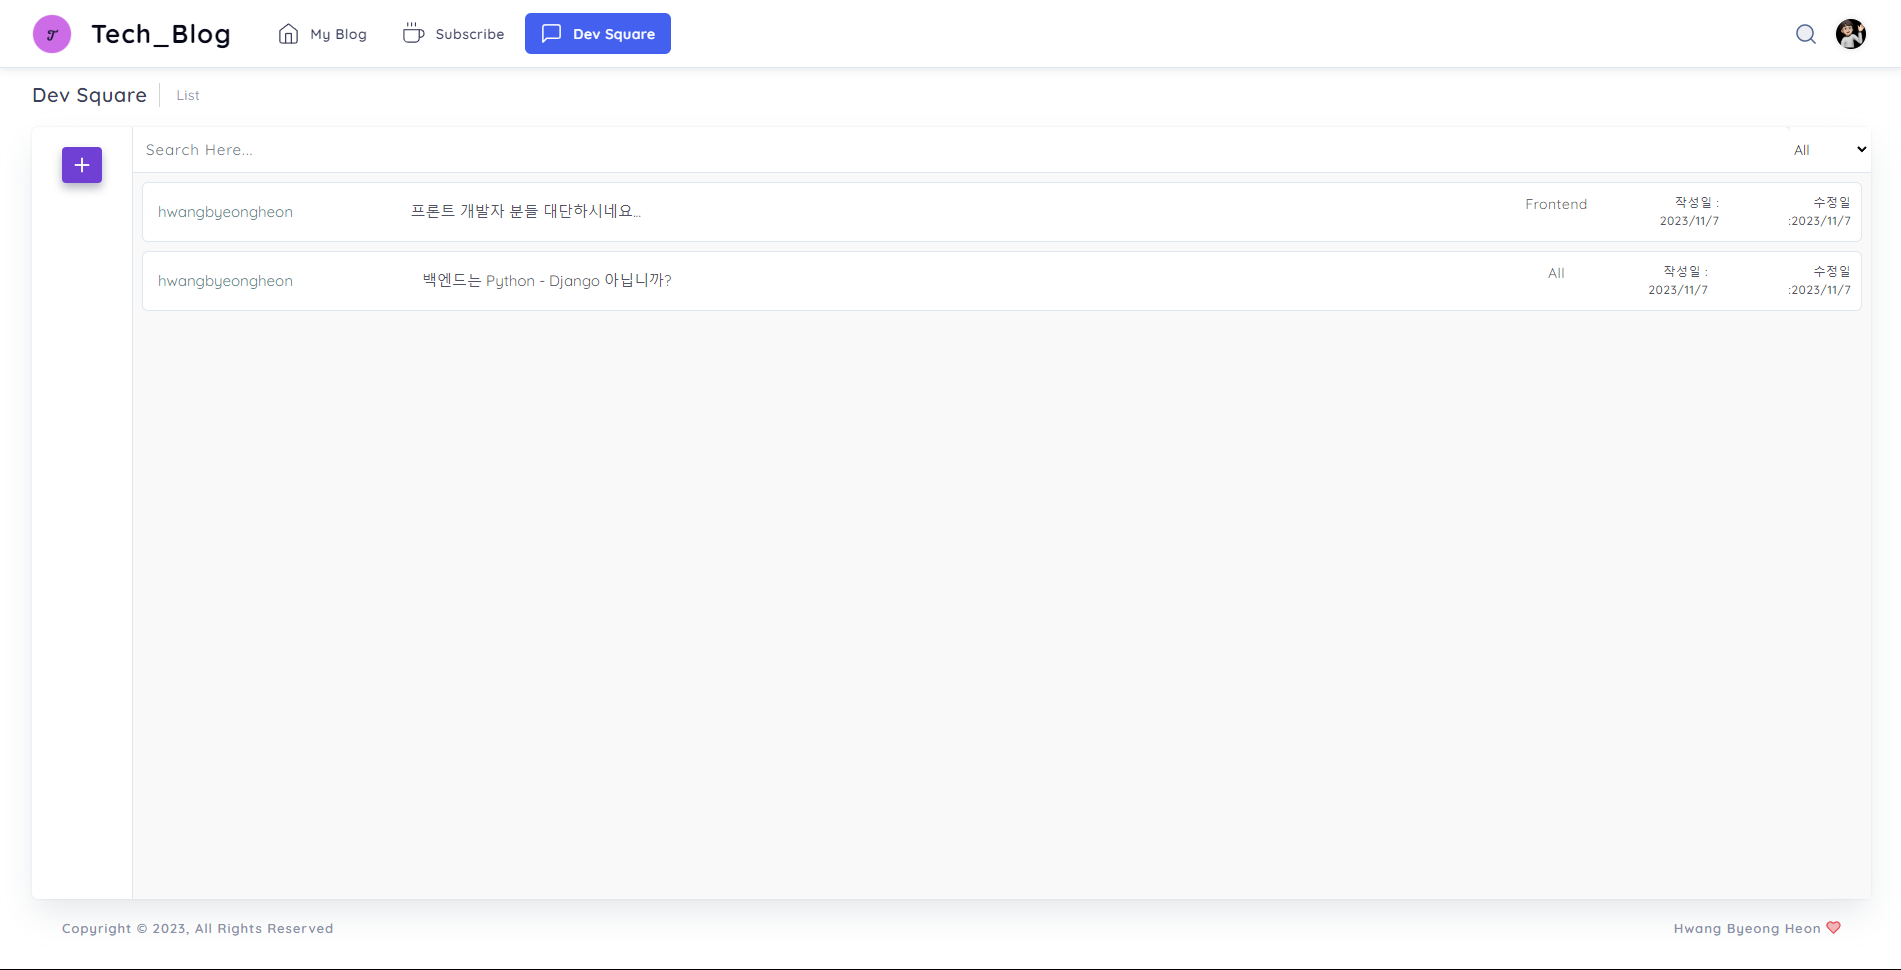 T Tech_Blog My Blog Subscribe Dev Square
Dev Square List
Search Here... All
hwangbyeongheon 프론트 개발자 분들 대단하시네요... Frontend 작성일 : 수정일
2023/11/7 :2023/11/7
hwangbyeongheon 백엔드는 Python - Django 아닙니까? All 작성일 : 수정일
2023/11/7 :2023/11/7
Copyright © 2023, All Rights Reserved Hwang Byeong Heon